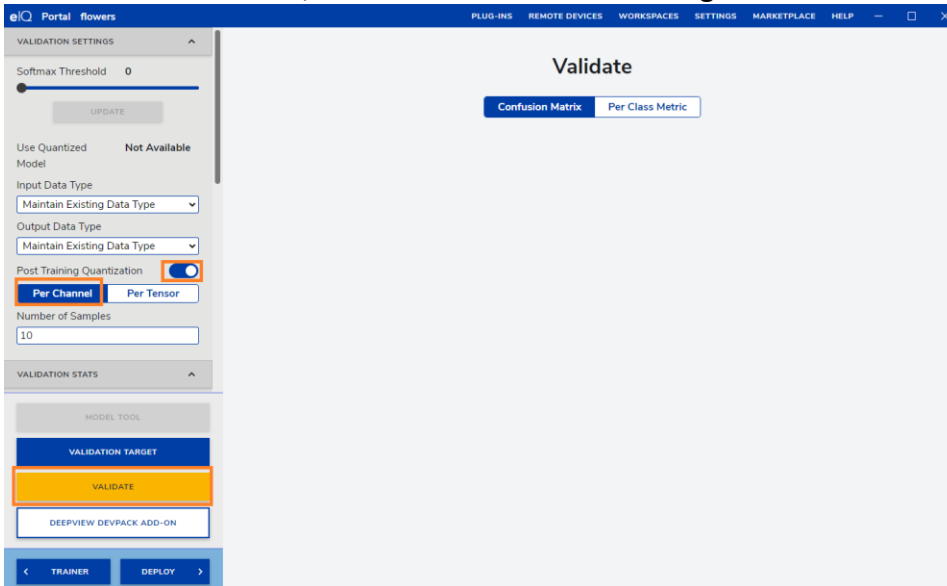 eIQ Portal flowers
PLUG-INS REMOTE DEVICES WORKSPACES SETTINGS MARKETPLACE HELP
VALIDATION SETTINGS
Softmax Threshold 0
UPDATE
Use Quantized Model Not Available
Input Data Type
Maintain Existing Data Type
Output Data Type
Maintain Existing Data Type
Post Training Quantization
Per Channel Per Tensor
Number of Samples
10
VALIDATION STATS
MODEL TOOL
VALIDATION TARGET
VALIDATE
DEEPVIEW DEVPACK ADD-ON
< TRAINER DEPLOY >
Validate
Confusion Matrix Per Class Metric